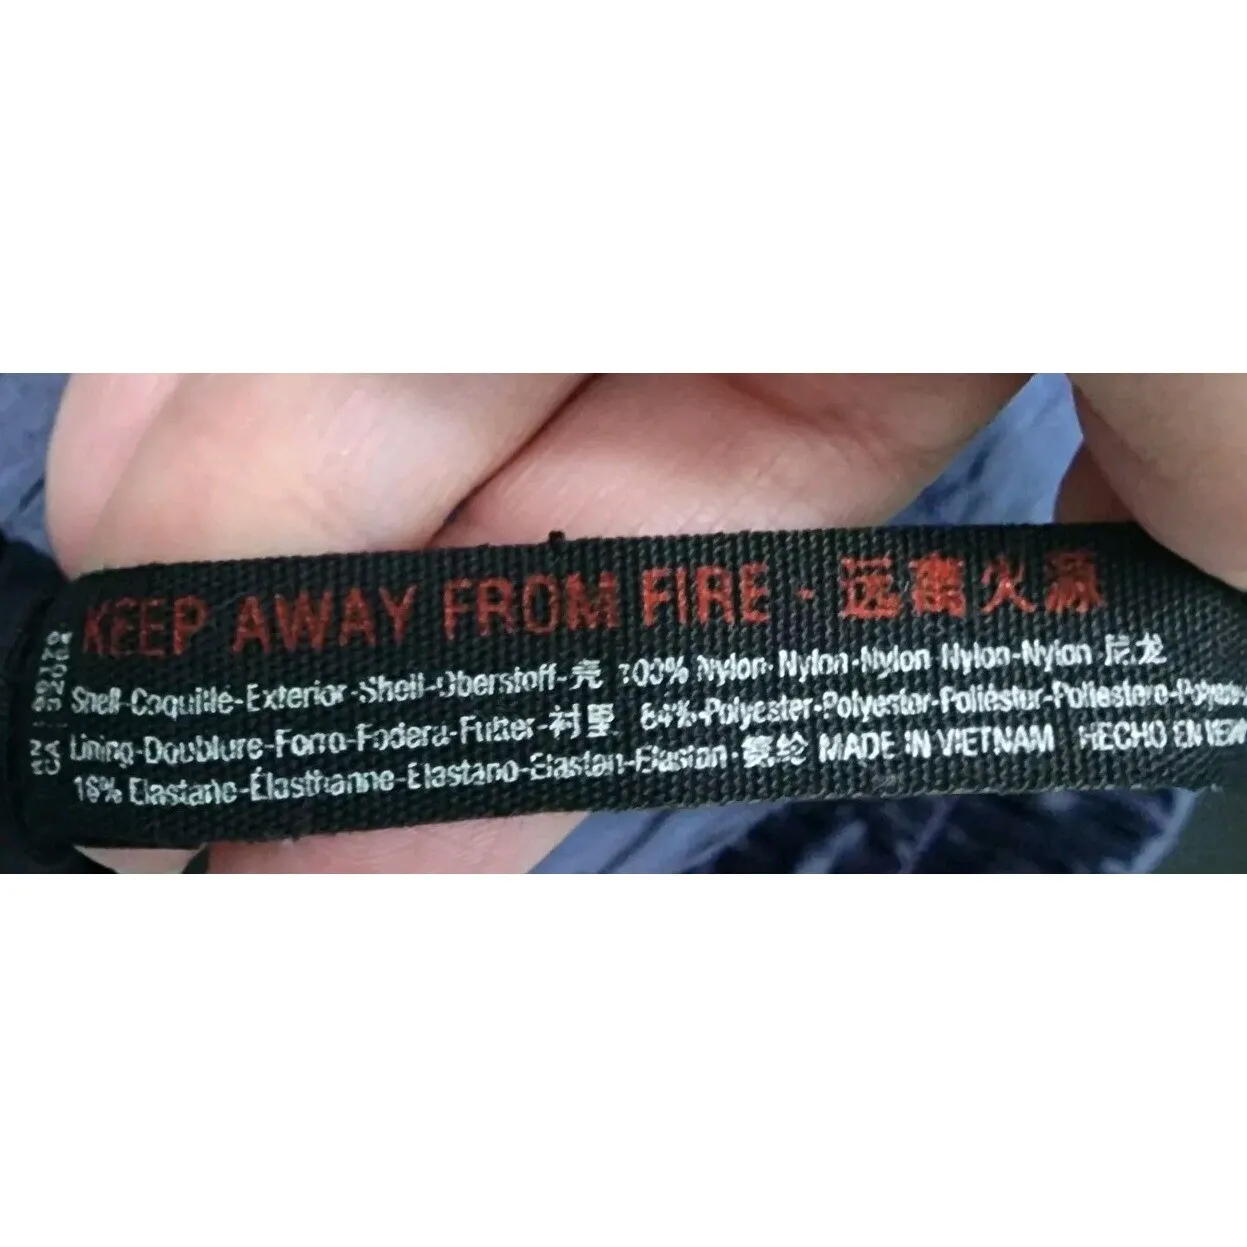 KEEP AWAY FROM FIRE - 远离火源
Shell-Coquille-Exterior-Shell-Oberstoff-壳 100% Nylon-Nylon-Nylon Nylon-Nylon-尼龙
Lining-Doublure-Forro-Fodera-Futter-衬里 84%-Polyester-Polyester-Poliéster-Poliestere-
16% Elastane-Élasthanne-Elastano-Elastan-Elastan-氨纶 MADE IN VIETNAM HECHO EN
CA